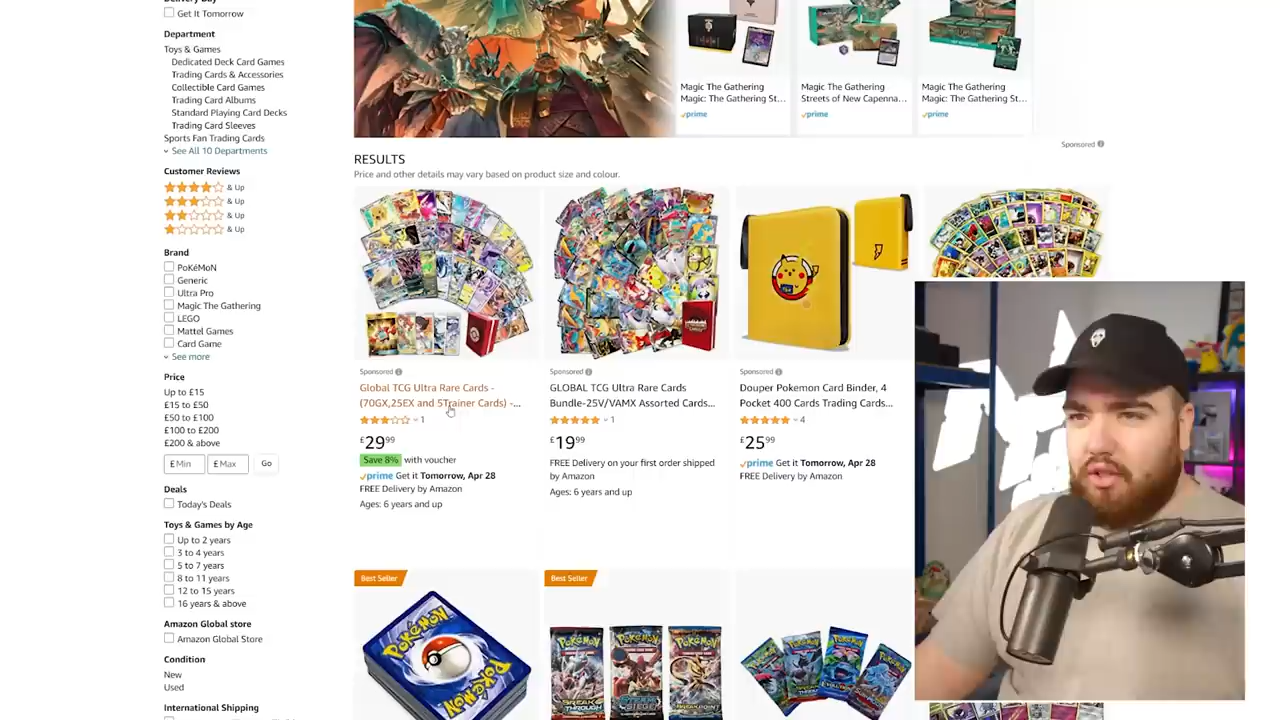 Delivery Day
Get It Tomorrow
Department
Toys & Games
Dedicated Deck Card Games
Trading Cards & Accessories
Collectible Card Games
Trading Card Albums
Standard Playing Card Decks
Trading Card Sleeves
Sports Fan Trading Cards
See All 10 Departments
Customer Reviews
& Up
& Up
& Up
& Up
Brand
PoKéMoN
Generic
Ultra Pro
Magic The Gathering
LEGO
Mattel Games
Card Game
See more
Price
Up to £15
£15 to £50
£50 to £100
£100 to £200
£200 & above
£ Min £ Max Go
Deals
Today's Deals
Toys & Games by Age
Up to 2 years
3 to 4 years
5 to 7 years
8 to 11 years
12 to 15 years
16 years & above
Amazon Global store
Amazon Global Store
Condition
New
Used
International Shipping
Magic The Gathering
Magic: The Gathering St...
prime
Magic The Gathering
Streets of New Capenna...
prime
Magic The Gathering
Magic: The Gathering St...
prime
Sponsored
RESULTS
Price and other details may vary based on product size and colour.
Sponsored
Global TCG Ultra Rare Cards -
(70GX,25EX and 5Trainer Cards) -...
1
£29.99
Save 8% with voucher
prime Get it Tomorrow, Apr 28
FREE Delivery by Amazon
Ages: 6 years and up
Sponsored
GLOBAL TCG Ultra Rare Cards
Bundle-25V/VAMX Assorted Cards...
1
£19.99
FREE Delivery on your first order shipped
by Amazon
Ages: 6 years and up
Sponsored
Douper Pokemon Card Binder, 4
Pocket 400 Cards Trading Cards...
4
£25.99
prime Get it Tomorrow, Apr 28
FREE Delivery by Amazon
Best Seller
POKéMON
POKéMON
Best Seller
POKéMON
BREAK THROUGH
POKéMON
STEAM SIEGE
POKéMON
BREAKPOINT